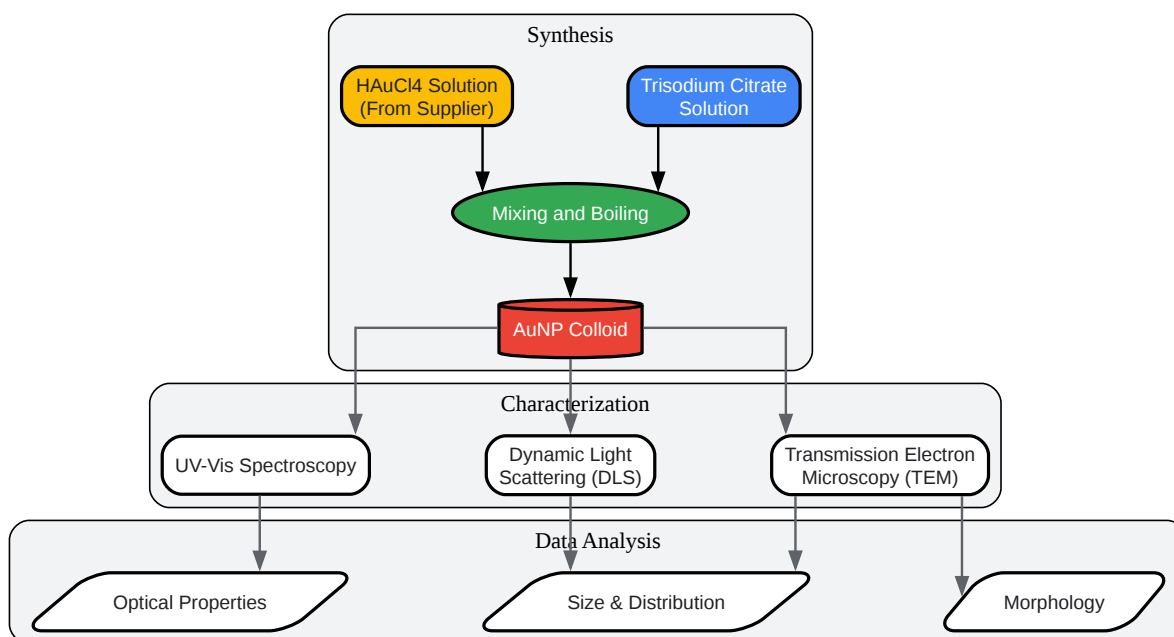 Synthesis
HAuCl4 Solution
(From Supplier)
Trisodium Citrate
Solution
Mixing and Boiling
AuNP Colloid
Characterization
UV-Vis Spectroscopy
Dynamic Light
Scattering (DLS)
Transmission Electron
Microscopy (TEM)
Data Analysis
Optical Properties
Size & Distribution
Morphology